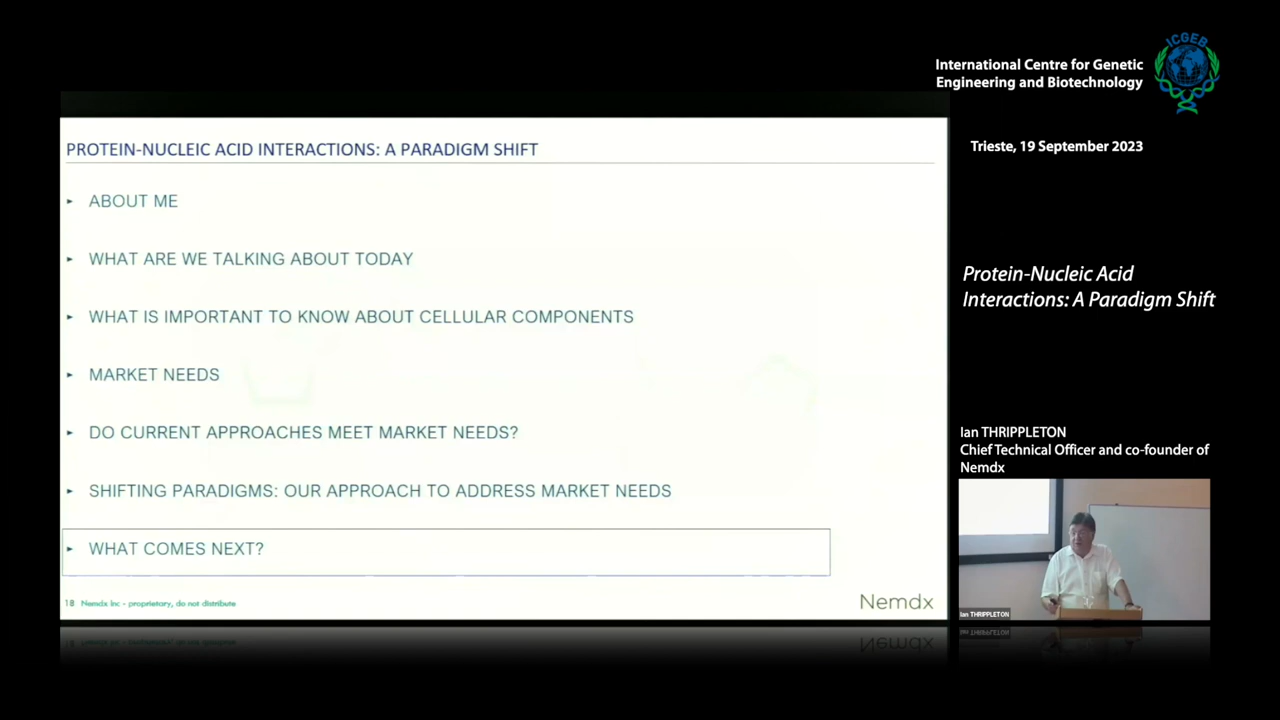 International Centre for Genetic
Engineering and Biotechnology
ICGEB
Trieste, 19 September 2023
PROTEIN-NUCLEIC ACID INTERACTIONS: A PARADIGM SHIFT
ABOUT ME
WHAT ARE WE TALKING ABOUT TODAY
WHAT IS IMPORTANT TO KNOW ABOUT CELLULAR COMPONENTS
MARKET NEEDS
DO CURRENT APPROACHES MEET MARKET NEEDS?
SHIFTING PARADIGMS: OUR APPROACH TO ADDRESS MARKET NEEDS
WHAT COMES NEXT?
18 Nemdx Inc - proprietary, do not distribute
Nemdx
Protein-Nucleic Acid
Interactions: A Paradigm Shift
Ian THRIPPLETON
Chief Technical Officer and co-founder of
Nemdx
Ian THRIPPLETON